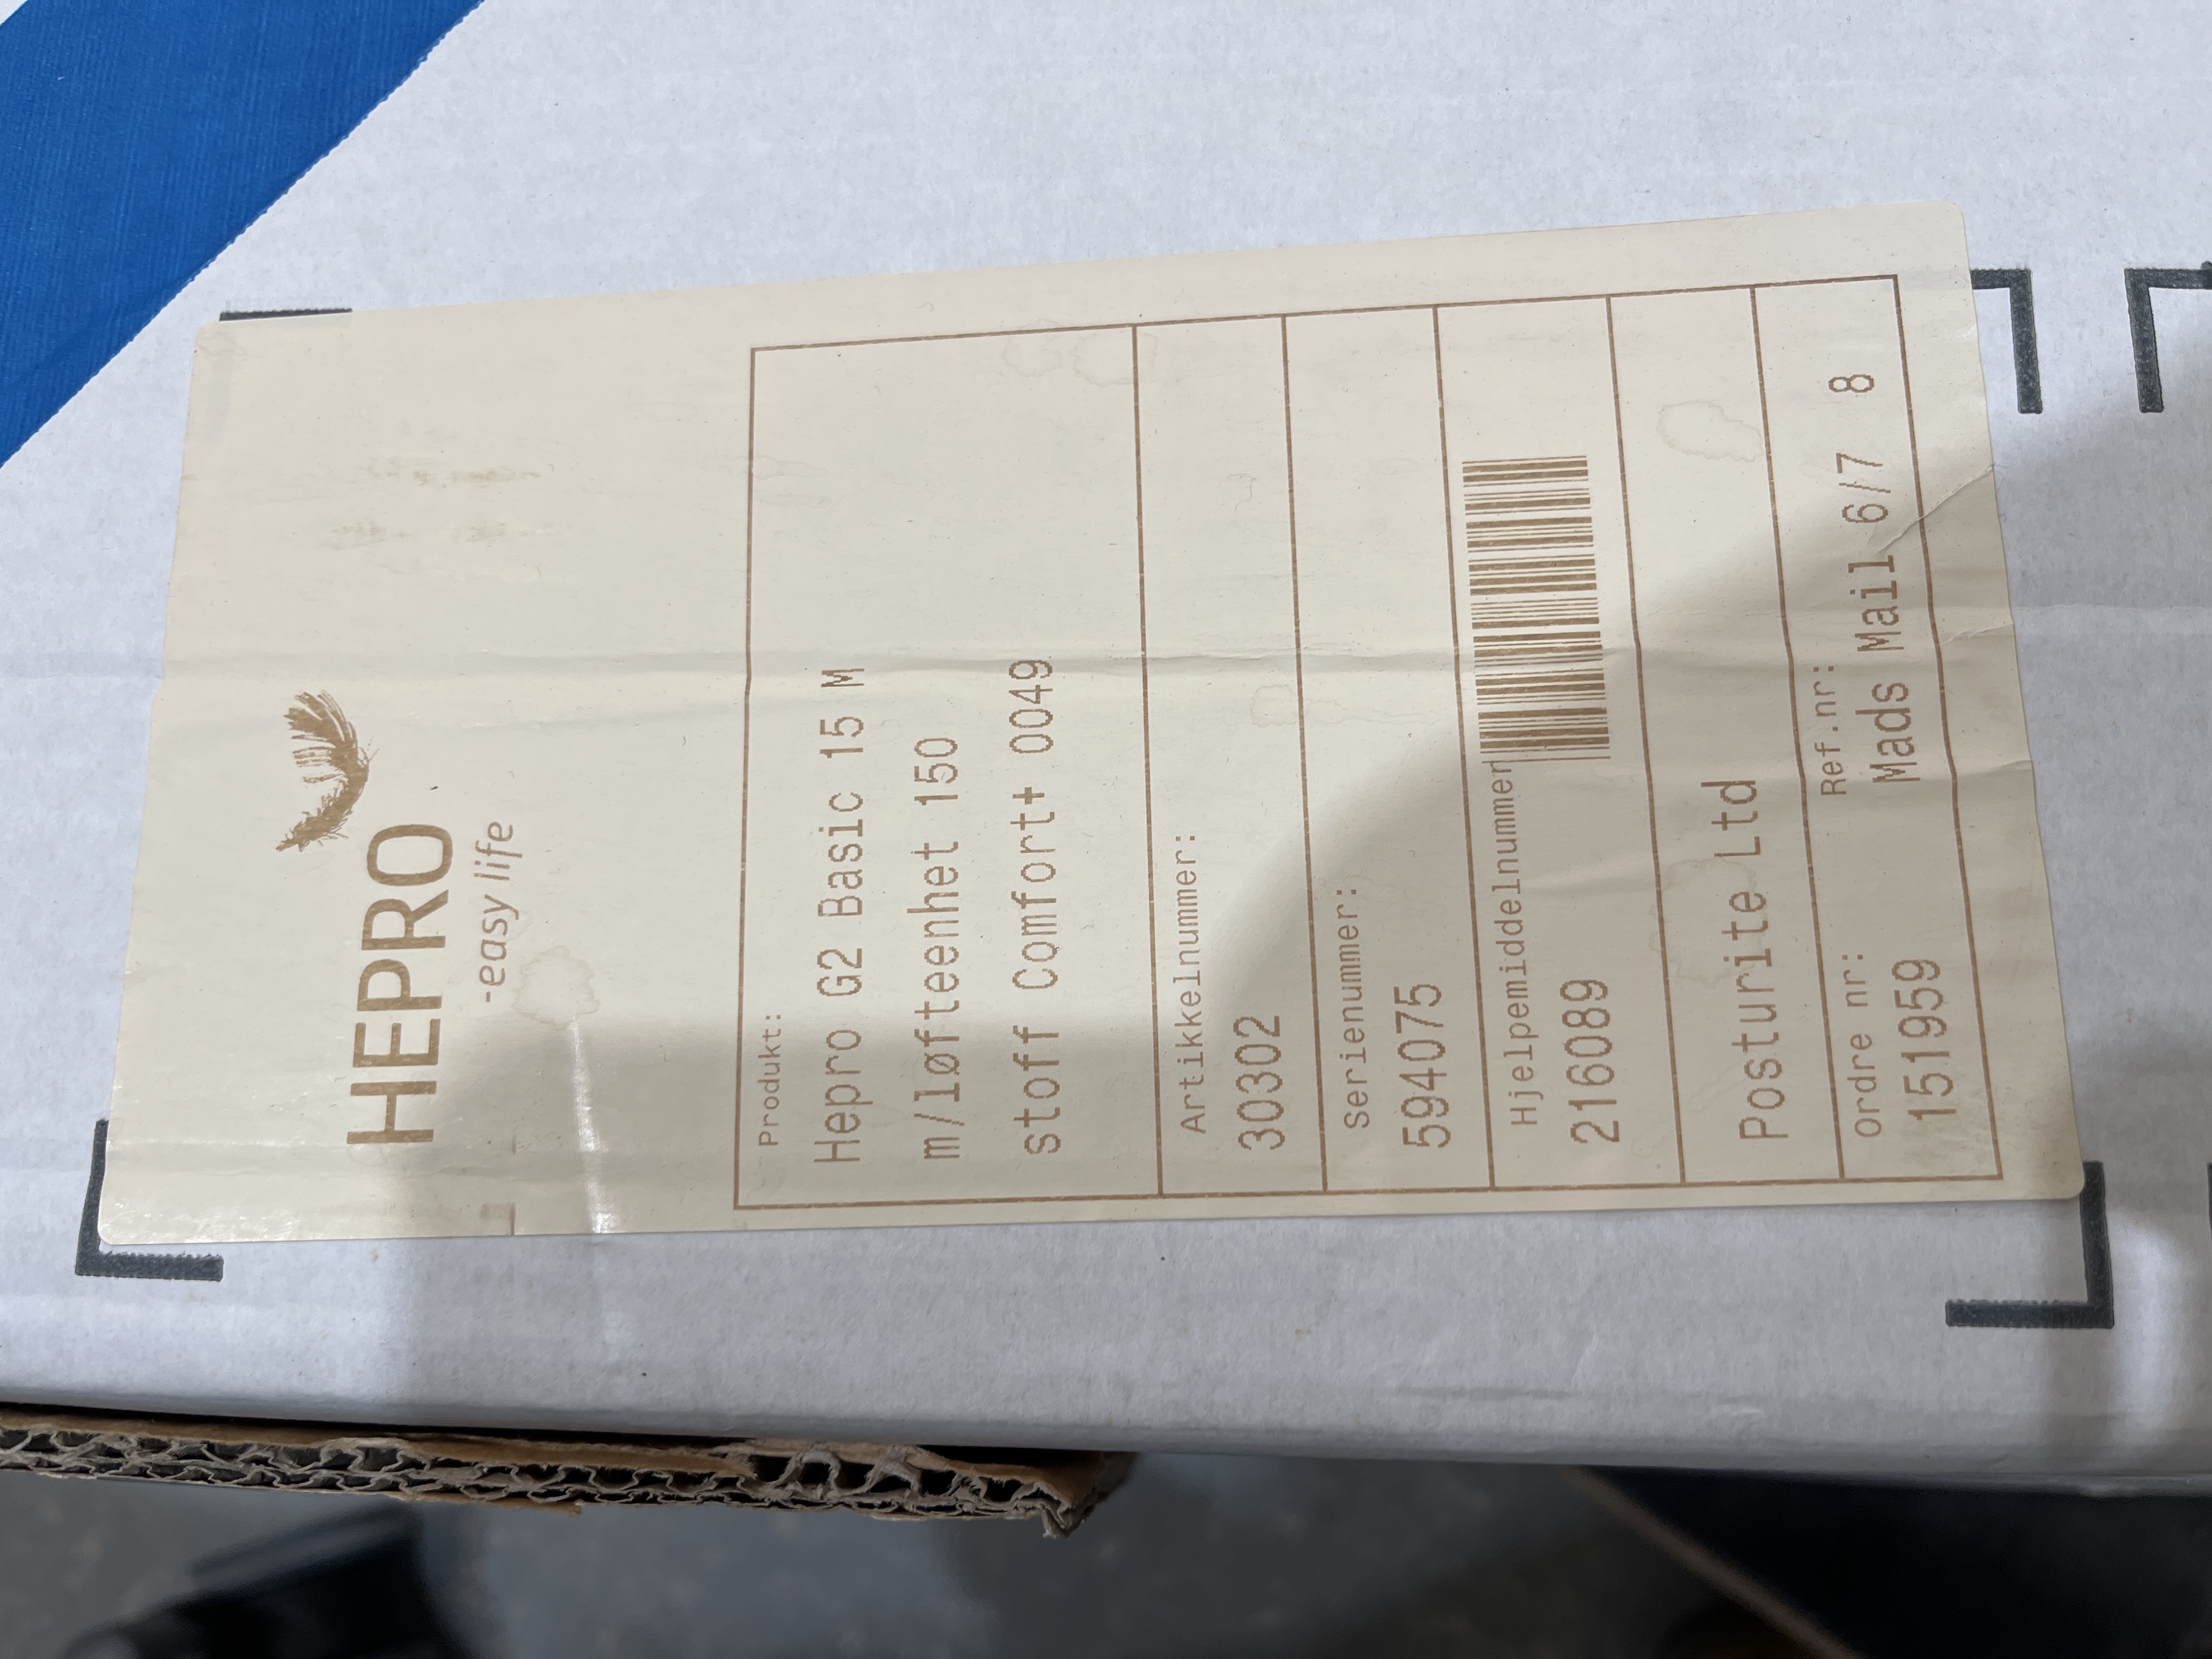 HEPRO
-easy life
Produkt:
Hepro G2 Basic 15 M
m/løfteenhet 150
stoff Comfort+ 0049
Artikkelnummer:
30302
Serienummer:
594075
Hjelpemiddelnummer
216089
Posturite Ltd
Ordre nr: Ref.nr:
151959 Mads Mail 6/7 8